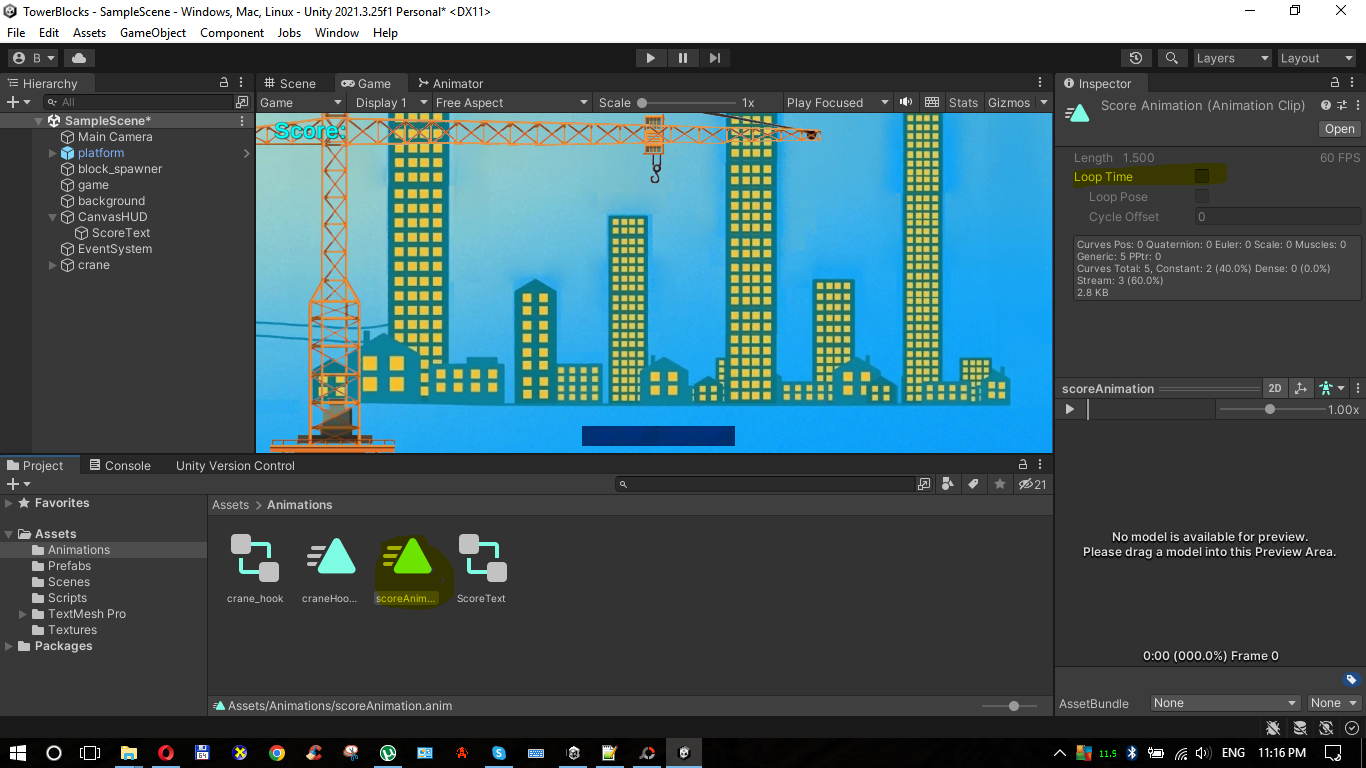 TowerBlocks - SampleScene - Windows, Mac, Linux - Unity 2021.3.25f1 Personal* <DX11>
File Edit Assets GameObject Component Jobs Window Help
B Layers Layout
Hierarchy
All
SampleScene*
Main Camera
platform
block_spawner
game
background
CanvasHUD
ScoreText
EventSystem
crane
Scene Game Animator
Game Display 1 Free Aspect Scale 1x Play Focused Stats Gizmos
Score:
Inspector
Score Animation (Animation Clip)
Open
Length 1.500 60 FPS
Loop Time
Loop Pose
Cycle Offset 0
Curves Pos: 0 Quaternion: 0 Euler: 0 Scale: 0 Muscles: 0
Generic: 5 PPtr: 0
Curves Total: 5, Constant: 2 (40.0%) Dense: 0 (0.0%)
Stream: 3 (60.0%)
2.8 KB
scoreAnimation 2D
1.00x
No model is available for preview.
Please drag a model into this Preview Area.
0:00 (000.0%) Frame 0
AssetBundle None None
Project Console Unity Version Control
21
Favorites
Assets
Animations
Prefabs
Scenes
Scripts
TextMesh Pro
Textures
Packages
Assets > Animations
crane_hook craneHoo... scoreAnim... ScoreText
Assets/Animations/scoreAnimation.anim
64 11.5 ENG 11:16 PM